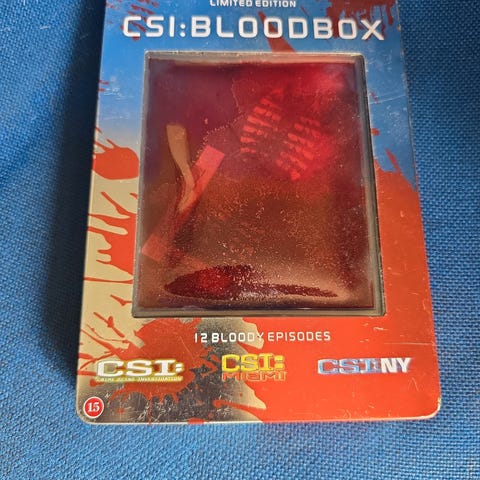 LIMITED EDITION
CSI:BLOODBOX
12 BLOODY EPISODES
CSI:
CRIME SCENE INVESTIGATION
CSI:
MIAMI
CSI:NY
15